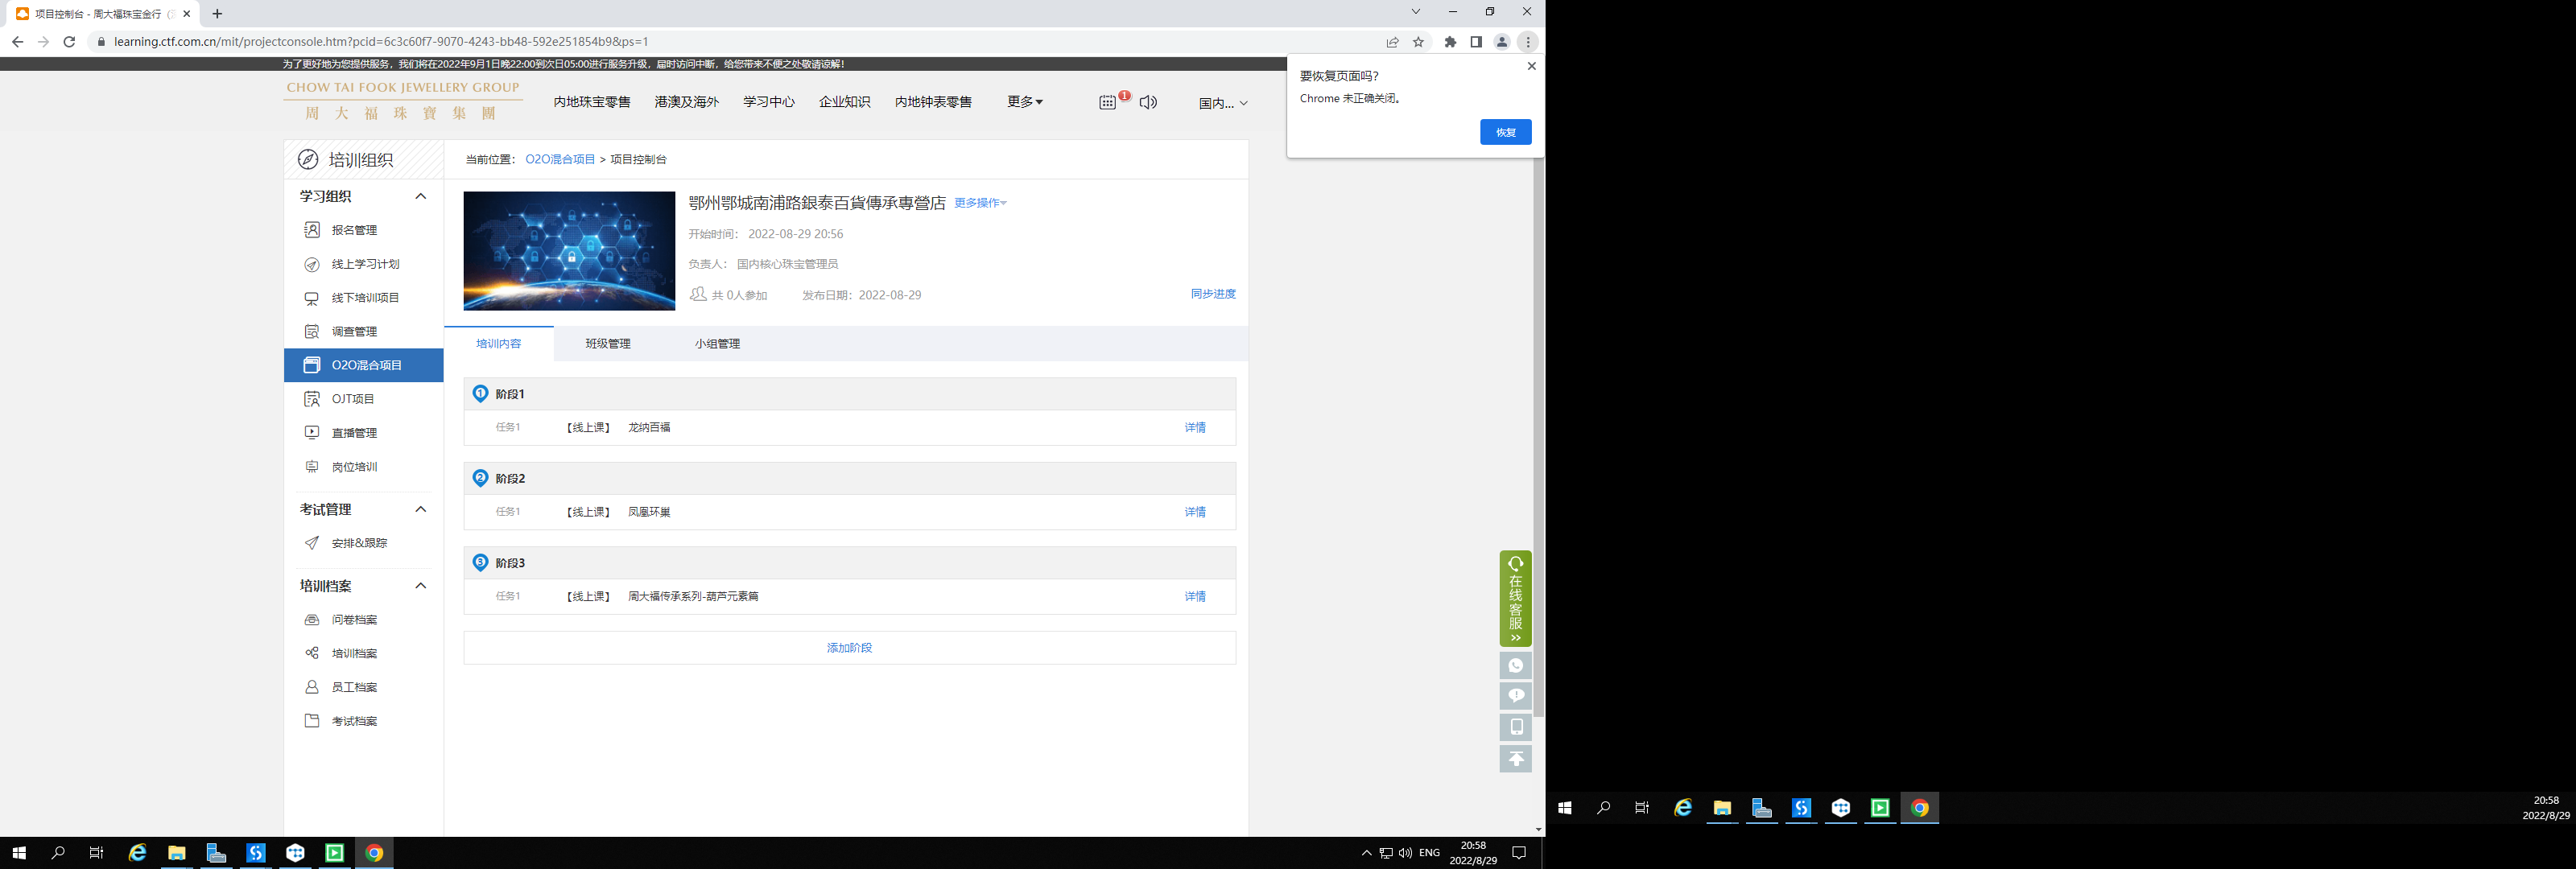 项目控制台 - 周大福珠宝金行
learning.ctf.com.cn/mit/projectconsole.htm?pcid=6c3c60f7-9070-4243-bb48-592e251854b9&ps=1
为了更好地为您提供服务，我们将在2022年9月1日晚22:00到次日05:00进行服务升级，届时访问中断，给您带来不便之处敬请谅解！
要恢复页面吗?
Chrome 未正确关闭。
恢复
CHOW TAI FOOK JEWELLERY GROUP
周大福珠寶集團
内地珠宝零售 港澳及海外 学习中心 企业知识 内地钟表零售 更多 1 国内...
培训组织
当前位置： O2O混合项目 > 项目控制台
学习组织
报名管理
线上学习计划
线下培训项目
调查管理
O2O混合项目
OJT项目
直播管理
岗位培训
考试管理
安排&跟踪
培训档案
问卷档案
培训档案
员工档案
考试档案
鄂州鄂城南浦路銀泰百貨傳承專營店 更多操作
开始时间： 2022-08-29 20:56
负责人： 国内核心珠宝管理员
共 0人参加 发布日期：2022-08-29 同步进度
培训内容 班级管理 小组管理
1 阶段1
任务1 【线上课】 龙纳百福 详情
2 阶段2
任务1 【线上课】 凤凰环巢 详情
3 阶段3
任务1 【线上课】 周大福传承系列-葫芦元素篇 详情
添加阶段
在线客服
ENG 20:58
2022/8/29
20:58
2022/8/29